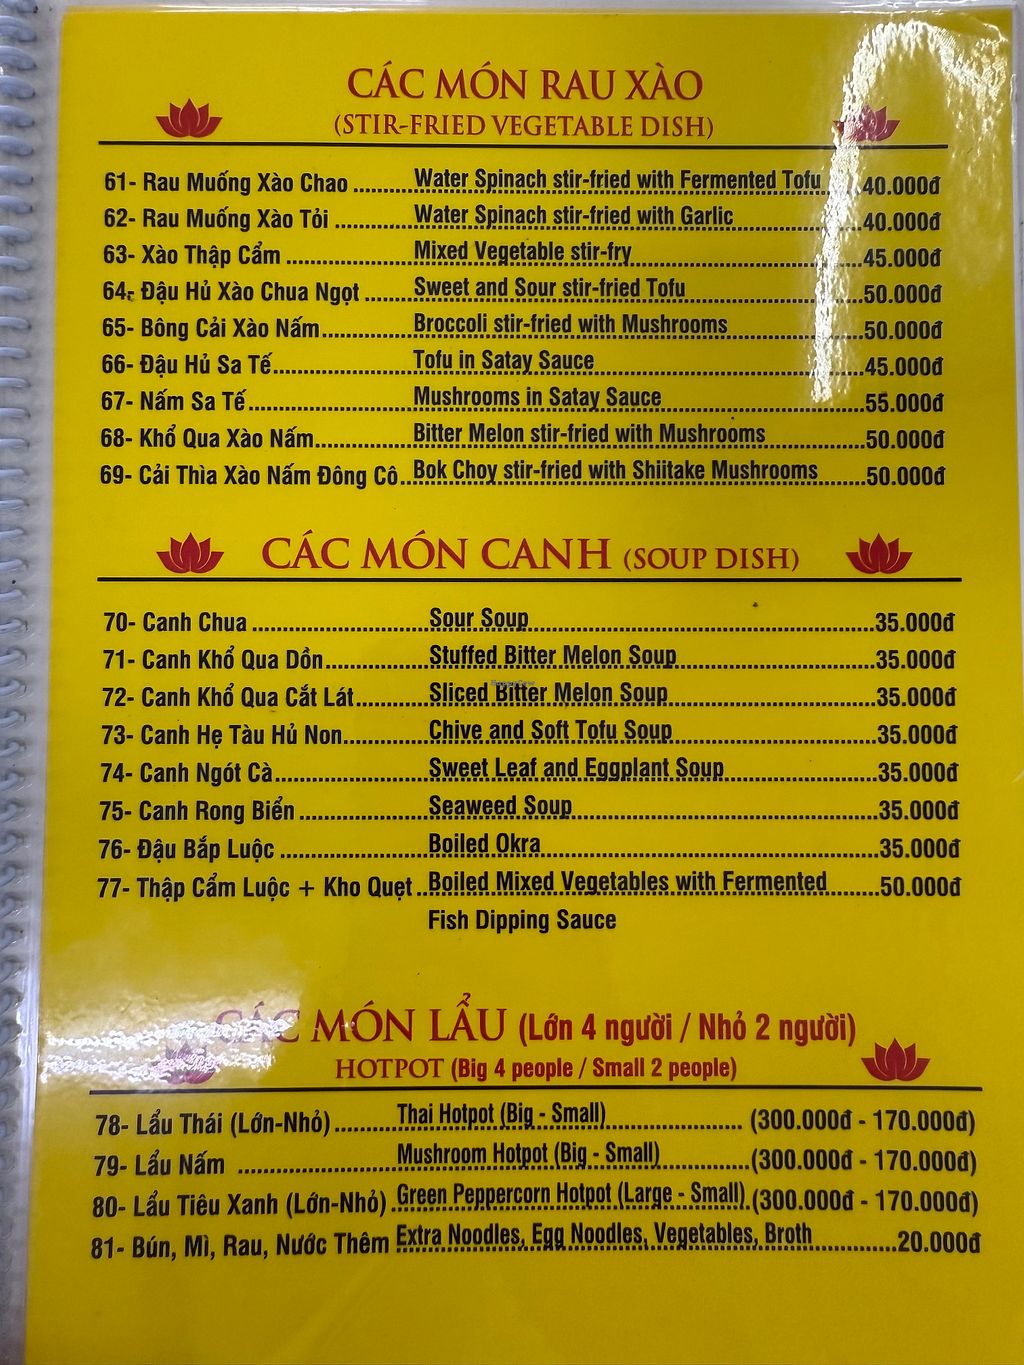 CÁC MÓN RAU XÀO
(STIR-FRIED VEGETABLE DISH)
61- Rau Muống Xào Chao ..........Water Spinach stir-fried with Fermented Tofu.....40.000đ
62- Rau Muống Xào Tỏi ..........Water Spinach stir-fried with Garlic..........40.000đ
63- Xào Thập Cẩm ..........Mixed Vegetable stir-fry..........45.000đ
64- Đậu Hủ Xào Chua Ngọt ..........Sweet and Sour stir-fried Tofu..........50.000đ
65- Bông Cải Xào Nấm..........Broccoli stir-fried with Mushrooms..........50.000đ
66- Đậu Hủ Sa Tế..........Tofu in Satay Sauce..........45.000đ
67- Nấm Sa Tế..........Mushrooms in Satay Sauce..........55.000đ
68- Khổ Qua Xào Nấm..........Bitter Melon stir-fried with Mushrooms..........50.000đ
69- Cải Thìa Xào Nấm Đông Cô..Bok Choy stir-fried with Shiitake Mushrooms.......50.000đ
CÁC MÓN CANH (SOUP DISH)
70- Canh Chua ..........Sour Soup..........35.000đ
71- Canh Khổ Qua Dồn..........Stuffed Bitter Melon Soup..........35.000đ
72- Canh Khổ Qua Cắt Lát..........Sliced Bitter Melon Soup..........35.000đ
73- Canh Hẹ Tàu Hủ Non..........Chive and Soft Tofu Soup..........35.000đ
74- Canh Ngót Cà..........Sweet Leaf and Eggplant Soup..........35.000đ
75- Canh Rong Biển ..........Seaweed Soup..........35.000đ
76- Đậu Bắp Luộc ..........Boiled Okra..........35.000đ
77- Thập Cẩm Luộc + Kho Quẹt ..Boiled Mixed Vegetables with Fermented........50.000đ
Fish Dipping Sauce
CÁC MÓN LẨU (Lớn 4 người / Nhỏ 2 người)
HOTPOT (Big 4 people / Small 2 people)
78- Lẩu Thái (Lớn-Nhỏ)..........Thai Hotpot (Big - Small).......... (300.000đ - 170.000đ)
79- Lẩu Nấm ..........Mushroom Hotpot (Big - Small)..........(300.000đ - 170.000đ)
80- Lẩu Tiêu Xanh (Lớn-Nhỏ) .Green Peppercorn Hotpot (Large - Small).(300.000đ - 170.000đ)
81- Bún, Mì, Rau, Nước Thêm Extra Noodles, Egg Noodles, Vegetables, Broth..........20.000đ